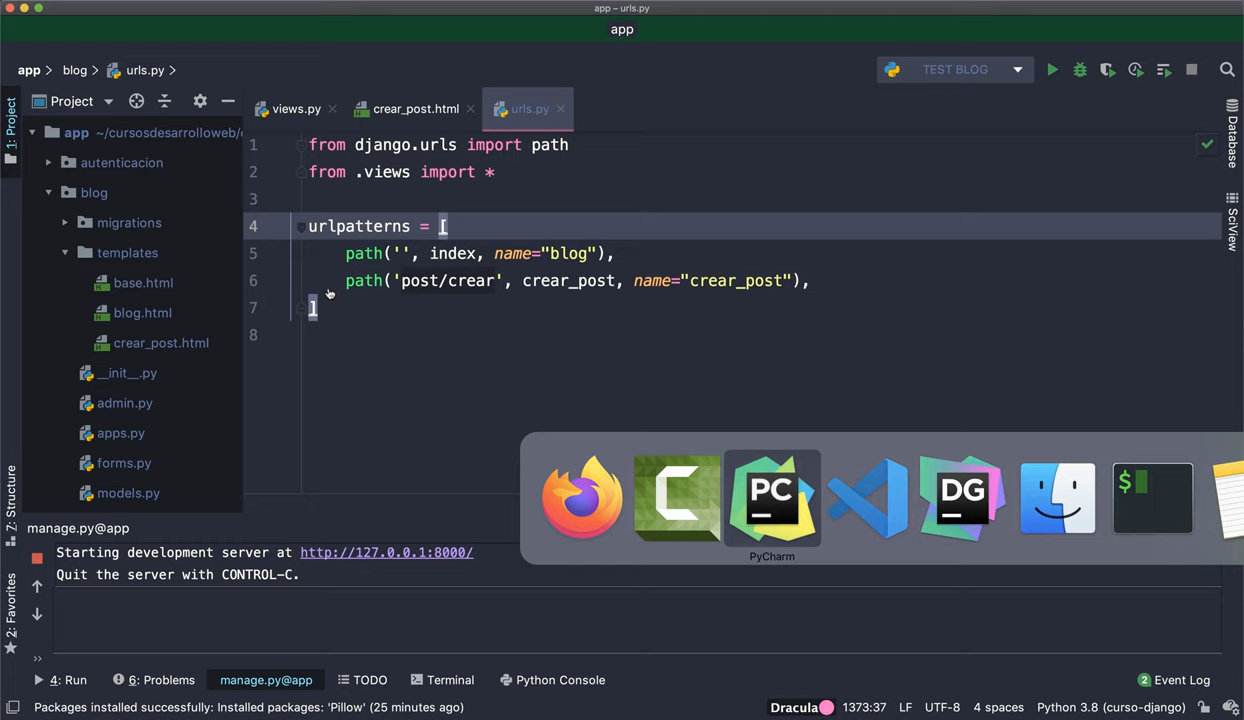 app – urls.py
app
app
blog
urls.py
TEST BLOG
1: Project
Project
views.py
crear_post.html
urls.py
app ~/cursosdesarrolloweb/
autenticacion
blog
migrations
templates
base.html
blog.html
crear_post.html
__init__.py
admin.py
apps.py
forms.py
models.py
1 from django.urls import path
2 from .views import *
3
4 urlpatterns = [
5 path('', index, name="blog"),
6 path('post/crear', crear_post, name="crear_post"),
7 ]
8
Database
SciView
PC
DG
$
PyCharm
Z: Structure
2: Favorites
manage.py@app
Starting development server at http://127.0.0.1:8000/
Quit the server with CONTROL-C.
4: Run
6: Problems
manage.py@app
TODO
Terminal
Python Console
2 Event Log
Packages installed successfully: Installed packages: 'Pillow' (25 minutes ago)
Dracula
1373:37
LF
UTF-8
4 spaces
Python 3.8 (curso-django)